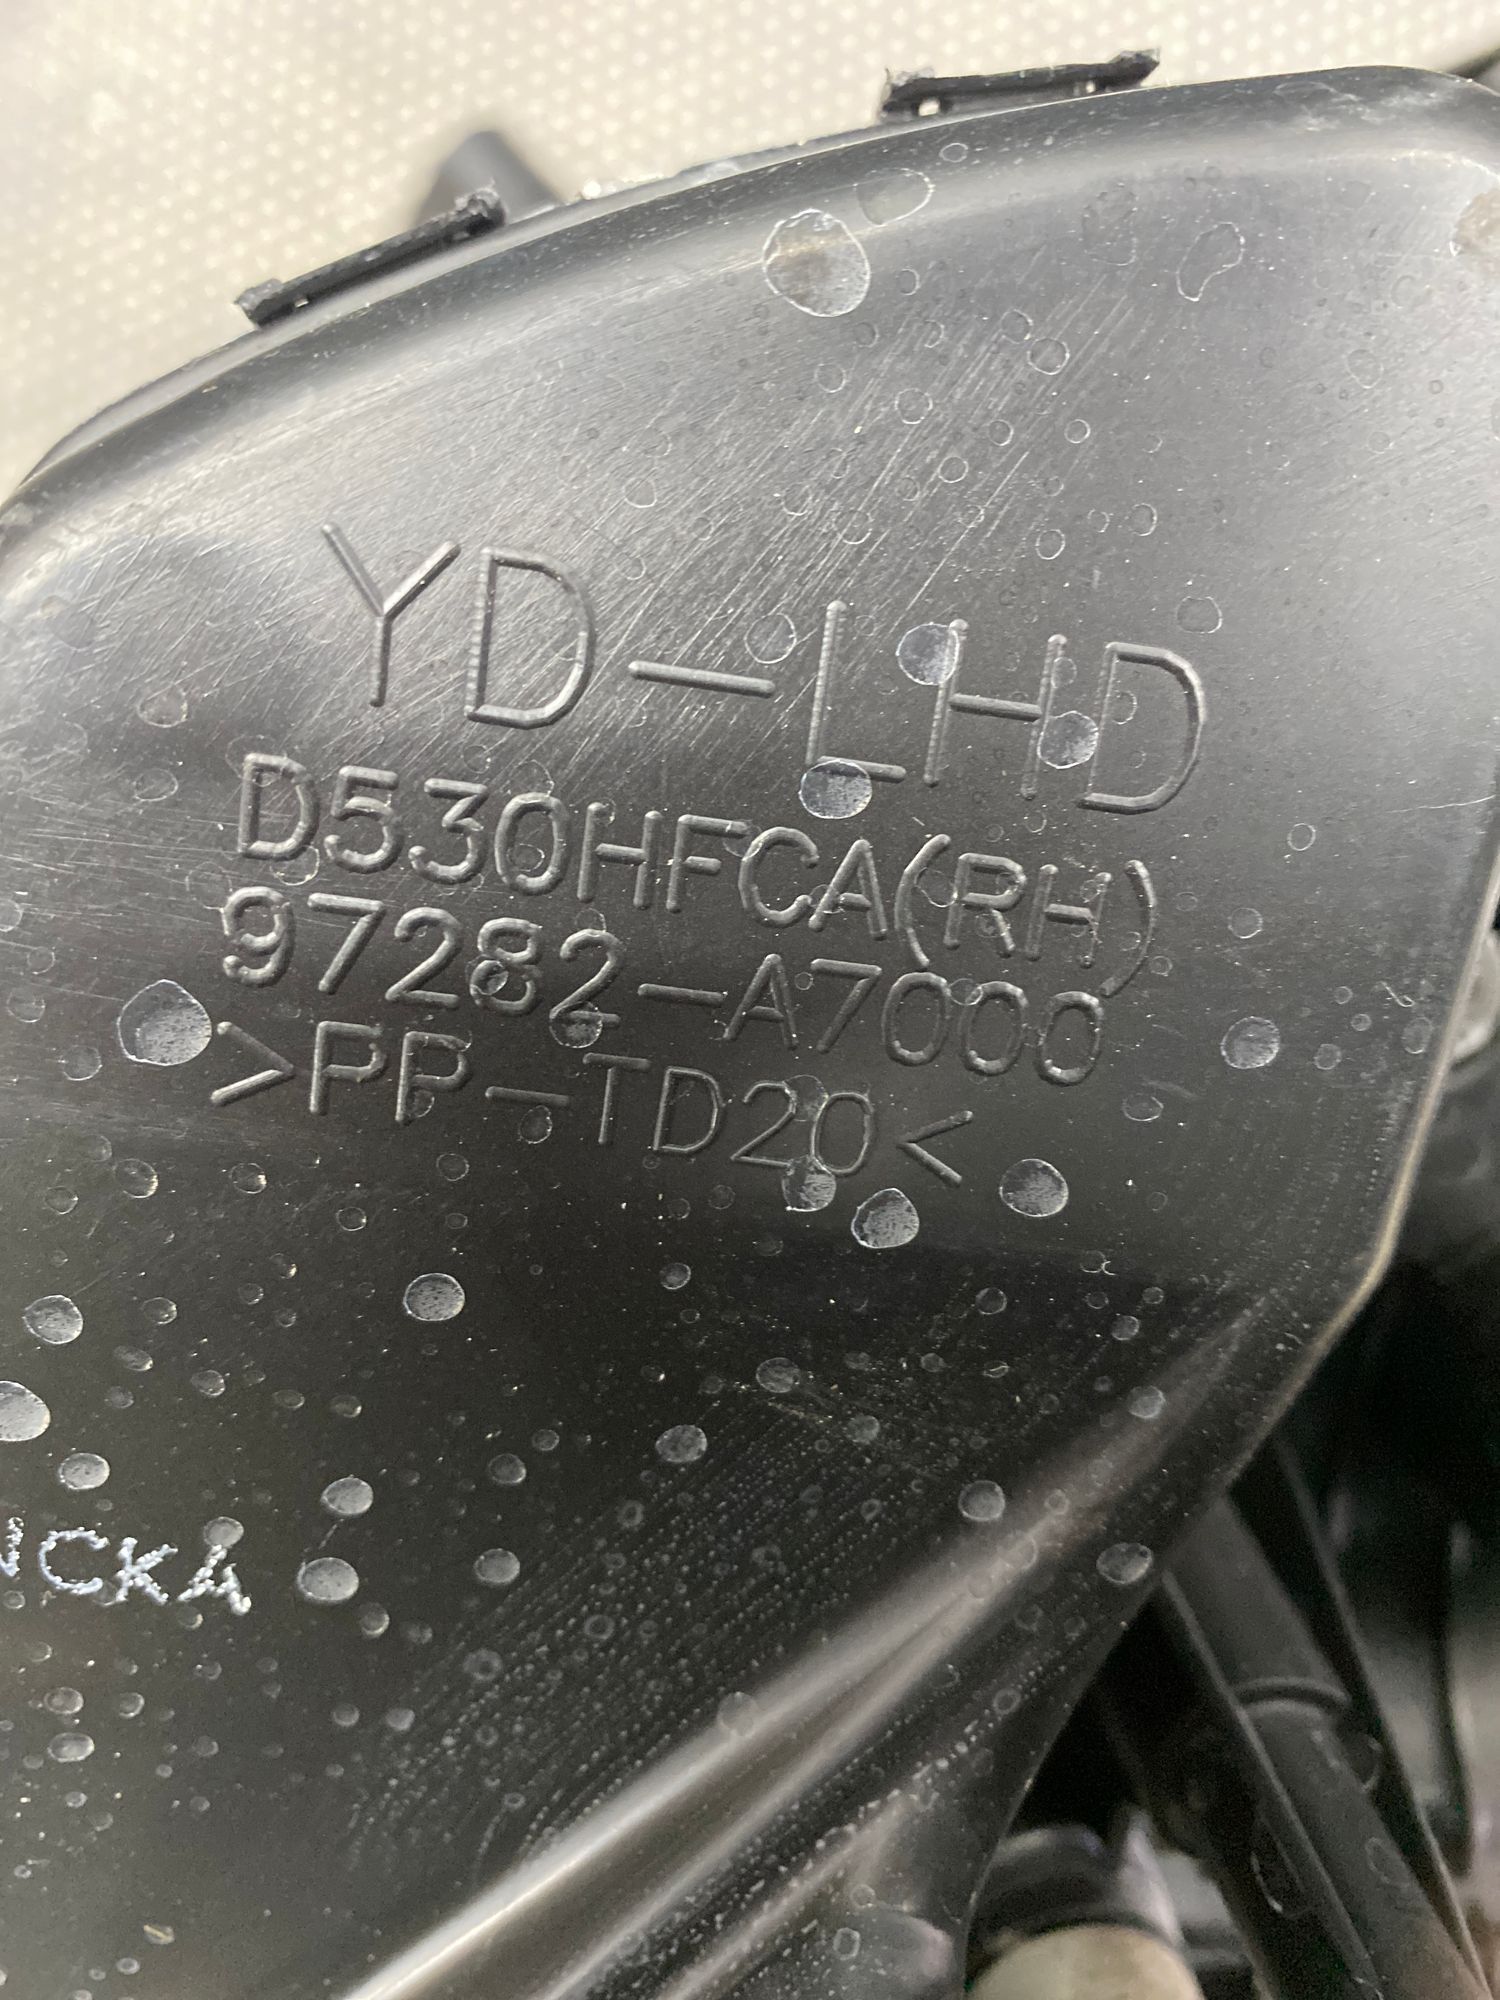 YD-LHD
D530HFCA(RH)
97282-A7000
>PP-TD20<